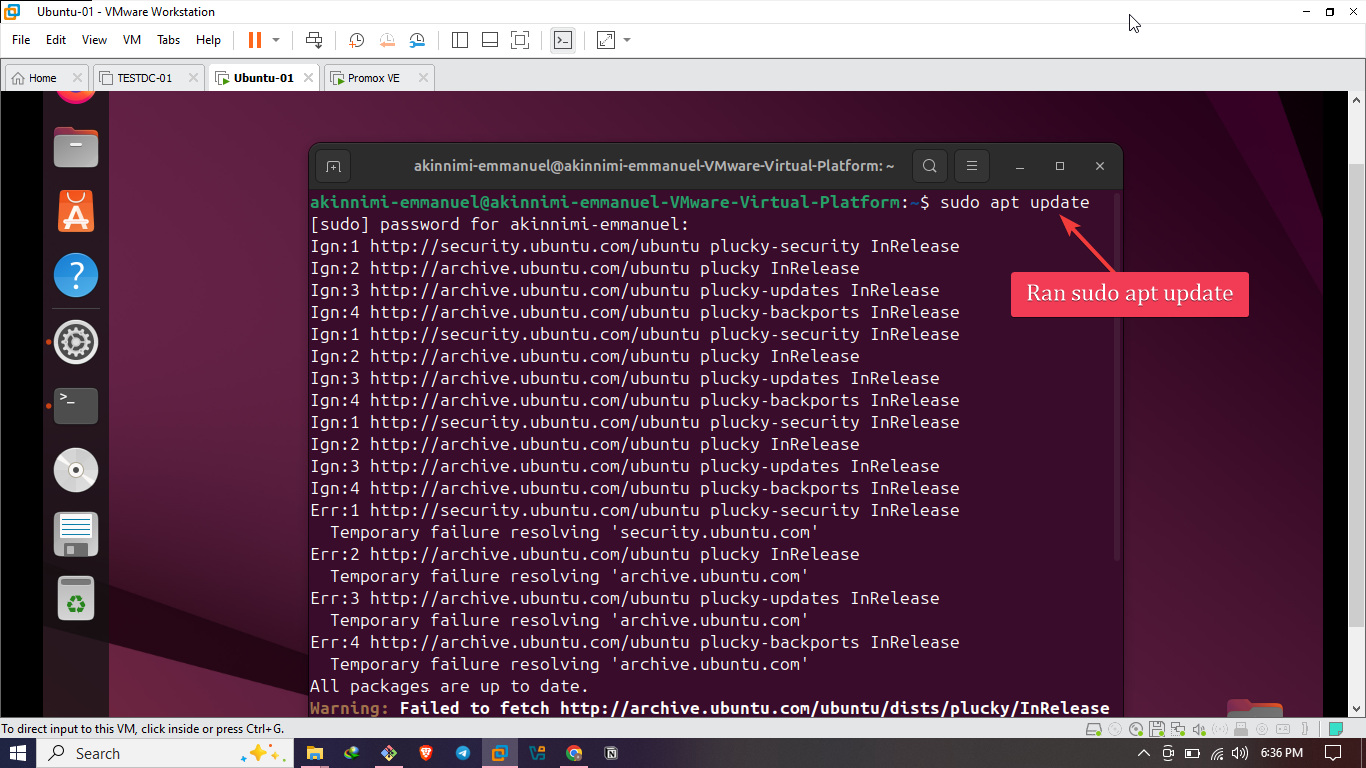 Ubuntu-01 - VMware Workstation
File Edit View VM Tabs Help
Home TESTDC-01 Ubuntu-01 Promox VE
akinnimi-emmanuel@akinnimi-emmanuel-VMware-Virtual-Platform: ~
akinnimi-emmanuel@akinnimi-emmanuel-VMware-Virtual-Platform:~$ sudo apt update
[sudo] password for akinnimi-emmanuel:
Ign:1 http://security.ubuntu.com/ubuntu plucky-security InRelease
Ign:2 http://archive.ubuntu.com/ubuntu plucky InRelease
Ign:3 http://archive.ubuntu.com/ubuntu plucky-updates InRelease
Ran sudo apt update
Ign:4 http://archive.ubuntu.com/ubuntu plucky-backports InRelease
Ign:1 http://security.ubuntu.com/ubuntu plucky-security InRelease
Ign:2 http://archive.ubuntu.com/ubuntu plucky InRelease
Ign:3 http://archive.ubuntu.com/ubuntu plucky-updates InRelease
Ign:4 http://archive.ubuntu.com/ubuntu plucky-backports InRelease
Ign:1 http://security.ubuntu.com/ubuntu plucky-security InRelease
Ign:2 http://archive.ubuntu.com/ubuntu plucky InRelease
Ign:3 http://archive.ubuntu.com/ubuntu plucky-updates InRelease
Ign:4 http://archive.ubuntu.com/ubuntu plucky-backports InRelease
Err:1 http://security.ubuntu.com/ubuntu plucky-security InRelease
Temporary failure resolving 'security.ubuntu.com'
Err:2 http://archive.ubuntu.com/ubuntu plucky InRelease
Temporary failure resolving 'archive.ubuntu.com'
Err:3 http://archive.ubuntu.com/ubuntu plucky-updates InRelease
Temporary failure resolving 'archive.ubuntu.com'
Err:4 http://archive.ubuntu.com/ubuntu plucky-backports InRelease
Temporary failure resolving 'archive.ubuntu.com'
All packages are up to date.
Warning: Failed to fetch http://archive.ubuntu.com/ubuntu/dists/plucky/InRelease
To direct input to this VM, click inside or press Ctrl+G.
Search
6:36 PM